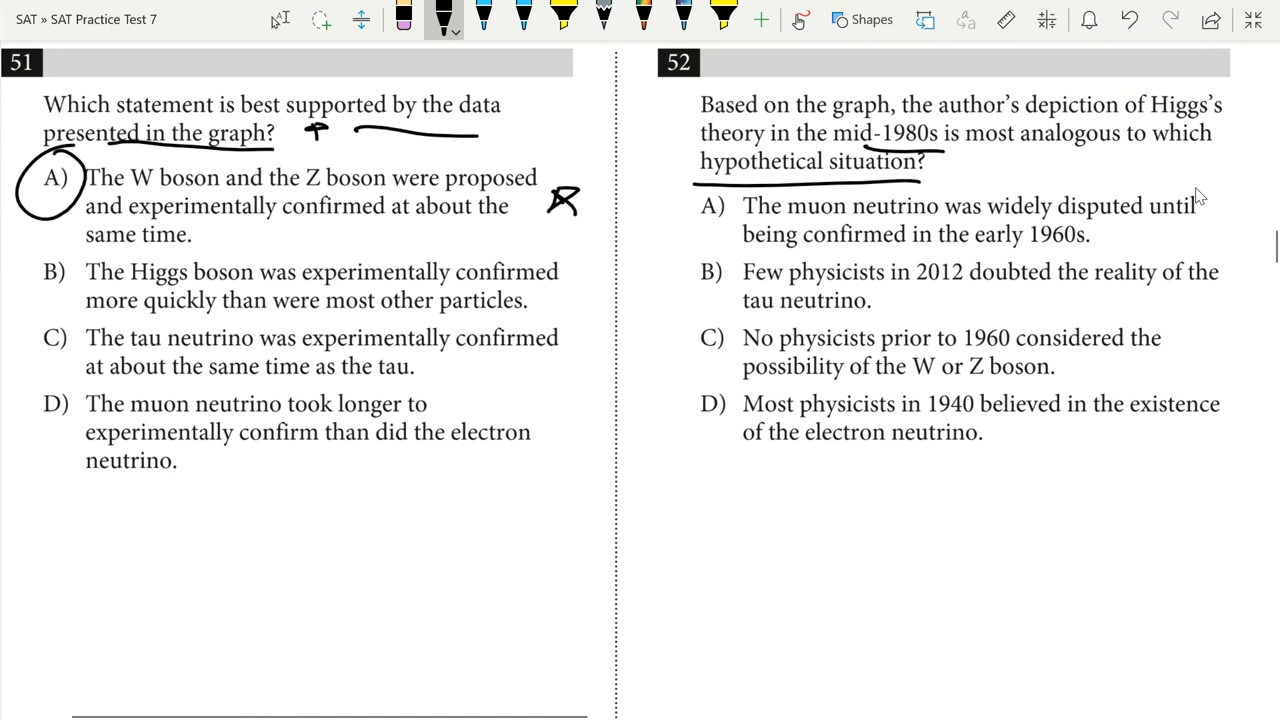 SAT » SAT Practice Test 7
Shapes
51
Which statement is best supported by the data
presented in the graph?
A) The W boson and the Z boson were proposed
and experimentally confirmed at about the
same time.
B) The Higgs boson was experimentally confirmed
more quickly than were most other particles.
C) The tau neutrino was experimentally confirmed
at about the same time as the tau.
D) The muon neutrino took longer to
experimentally confirm than did the electron
neutrino.
52
Based on the graph, the author’s depiction of Higgs’s
theory in the mid-1980s is most analogous to which
hypothetical situation?
A) The muon neutrino was widely disputed until
being confirmed in the early 1960s.
B) Few physicists in 2012 doubted the reality of the
tau neutrino.
C) No physicists prior to 1960 considered the
possibility of the W or Z boson.
D) Most physicists in 1940 believed in the existence
of the electron neutrino.